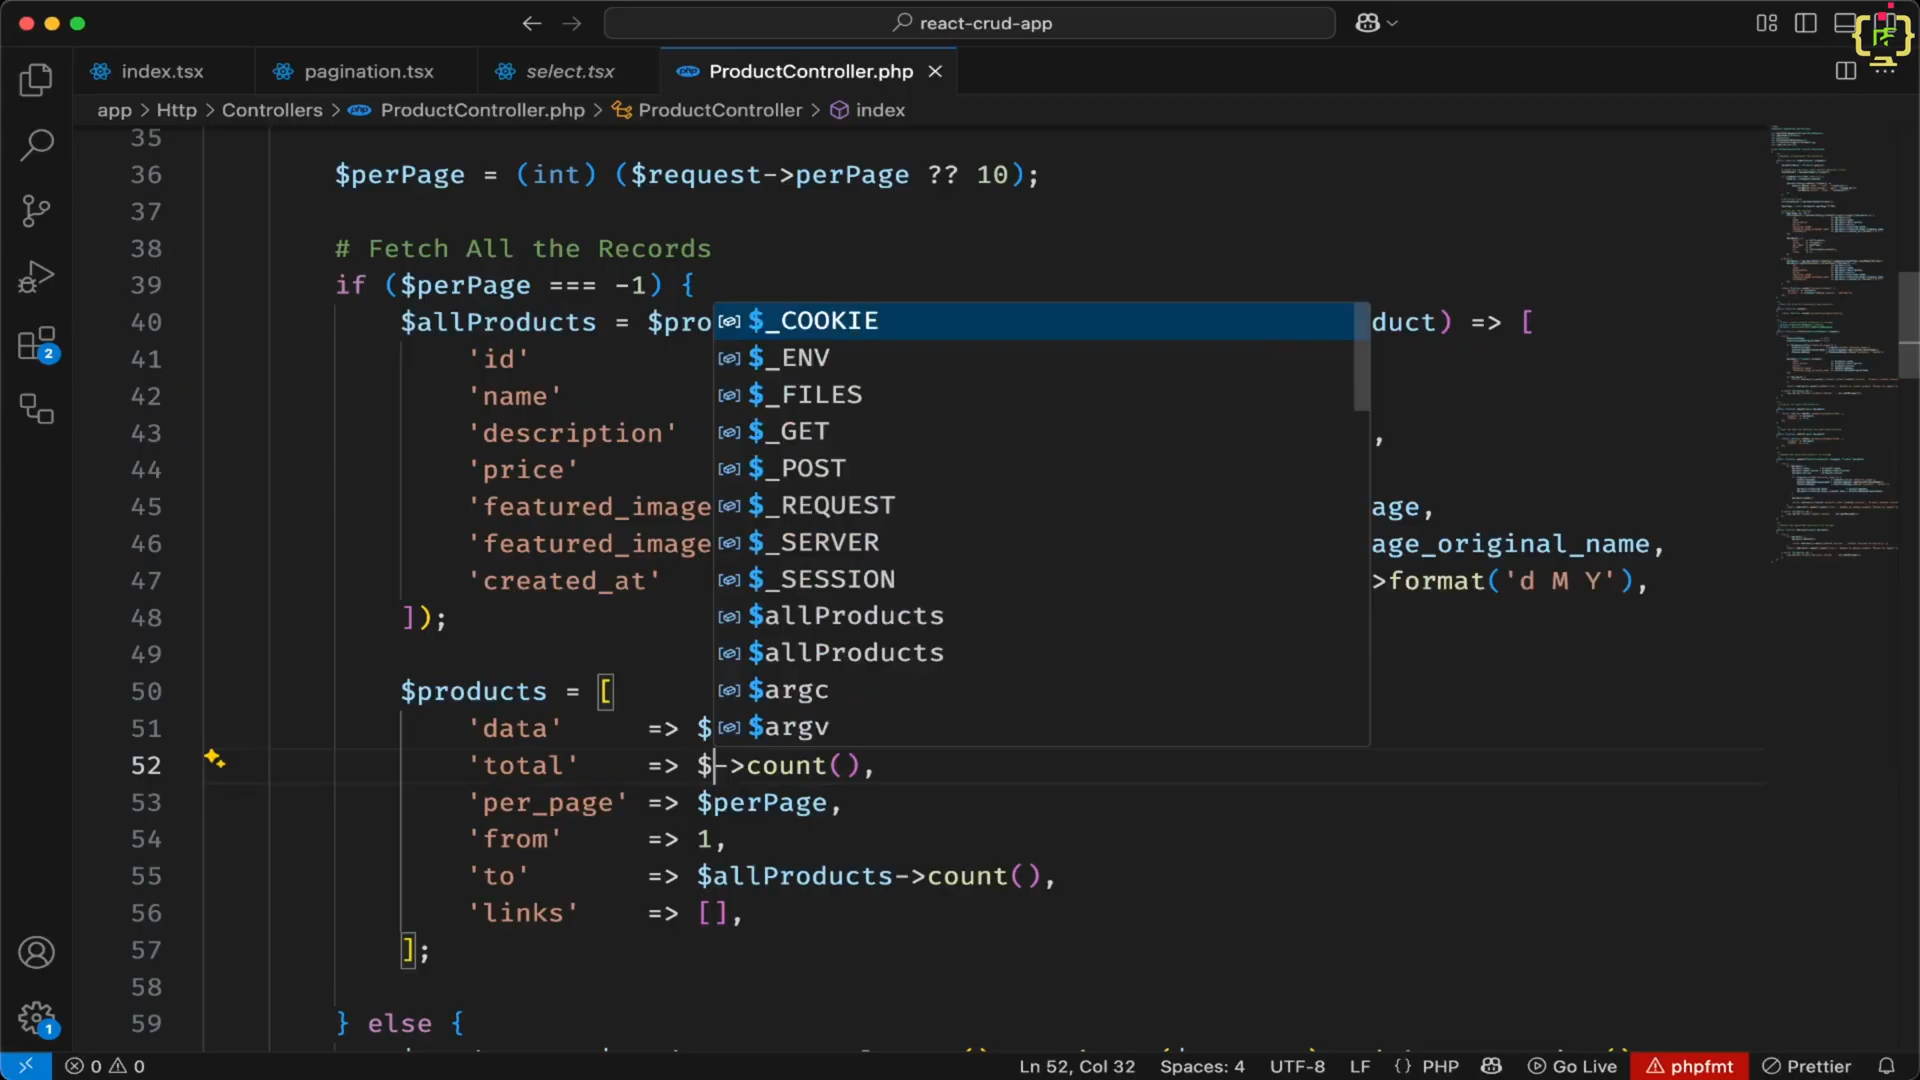 react-crud-app
index.tsx
pagination.tsx
select.tsx
ProductController.php
app > Http > Controllers > ProductController.php > ProductController > index
35
36 $perPage = (int) ($request->perPage ?? 10);
37
38 # Fetch All the Records
39 if ($perPage === -1) {
40 $allProducts = $pro duct) => [
41 'id'
42 'name'
43 'description' ,
44 'price'
45 'featured_image age,
46 'featured_image age_original_name,
47 'created_at' >format('d M Y'),
48 ]);
49
50 $products = [
51 'data' => $
52 'total' => $->count(),
53 'per_page' => $perPage,
54 'from' => 1,
55 'to' => $allProducts->count(),
56 'links' => [],
57 ];
58
59 } else {
$_COOKIE
$_ENV
$_FILES
$_GET
$_POST
$_REQUEST
$_SERVER
$_SESSION
$allProducts
$allProducts
$argc
$argv
2
1
0 0 Ln 52, Col 32 Spaces: 4 UTF-8 LF {} PHP Go Live phpfmt Prettier